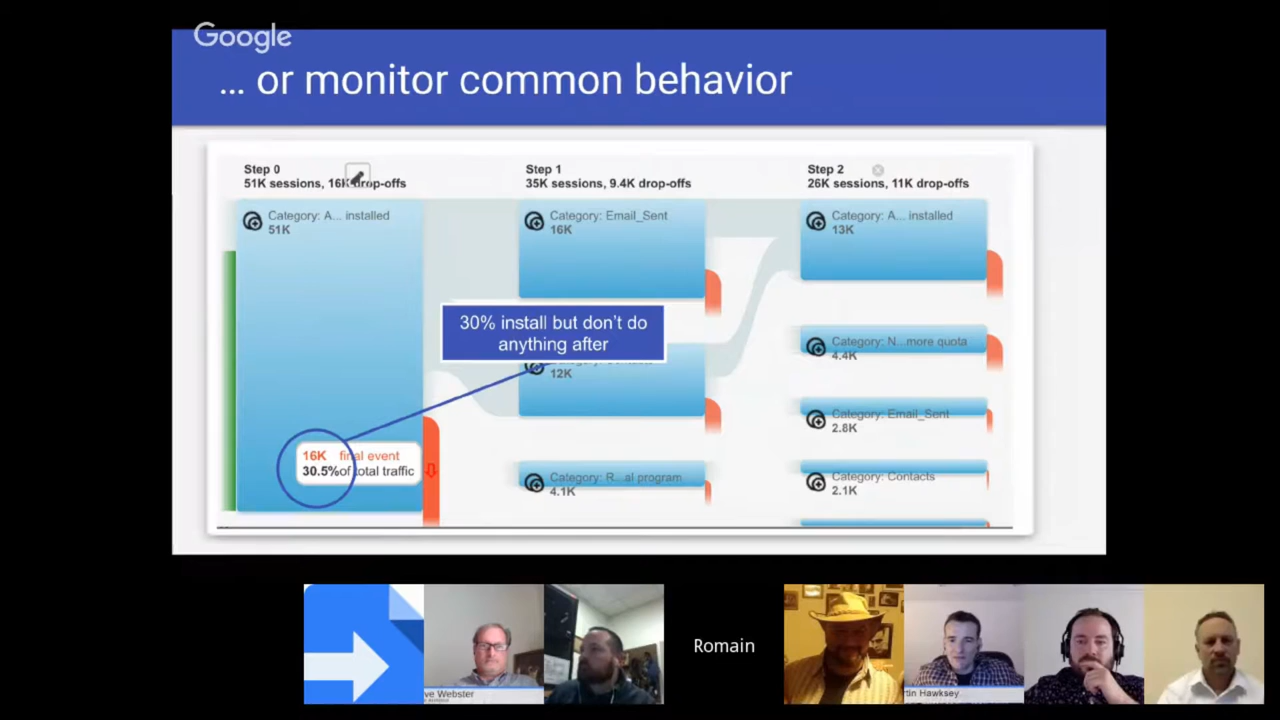 Google
... or monitor common behavior
Step 0
51K sessions, 16K drop-offs
Step 1
35K sessions, 9.4K drop-offs
Step 2
26K sessions, 11K drop-offs
Category: A... installed
51K
Category: Email_Sent
16K
Category: A... installed
13K
30% install but don't do
anything after
12K
Category: N...more quota
4.4K
Category: Email_Sent
2.8K
16K final event
30.5%of total traffic
Category: R...al program
4.1K
Category: Contacts
2.1K
Romain
ve Webster
tin Hawksey